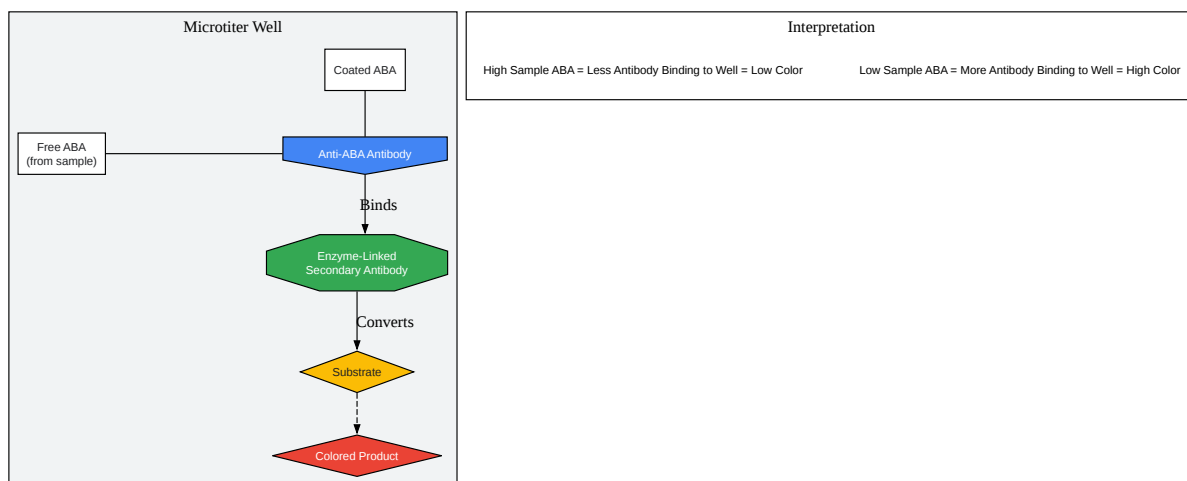 Microtiter Well
Coated ABA
Free ABA
(from sample)
Anti-ABA Antibody
Binds
Enzyme-Linked
Secondary Antibody
Converts
Substrate
Colored Product
Interpretation
High Sample ABA = Less Antibody Binding to Well = Low Color
Low Sample ABA = More Antibody Binding to Well = High Color